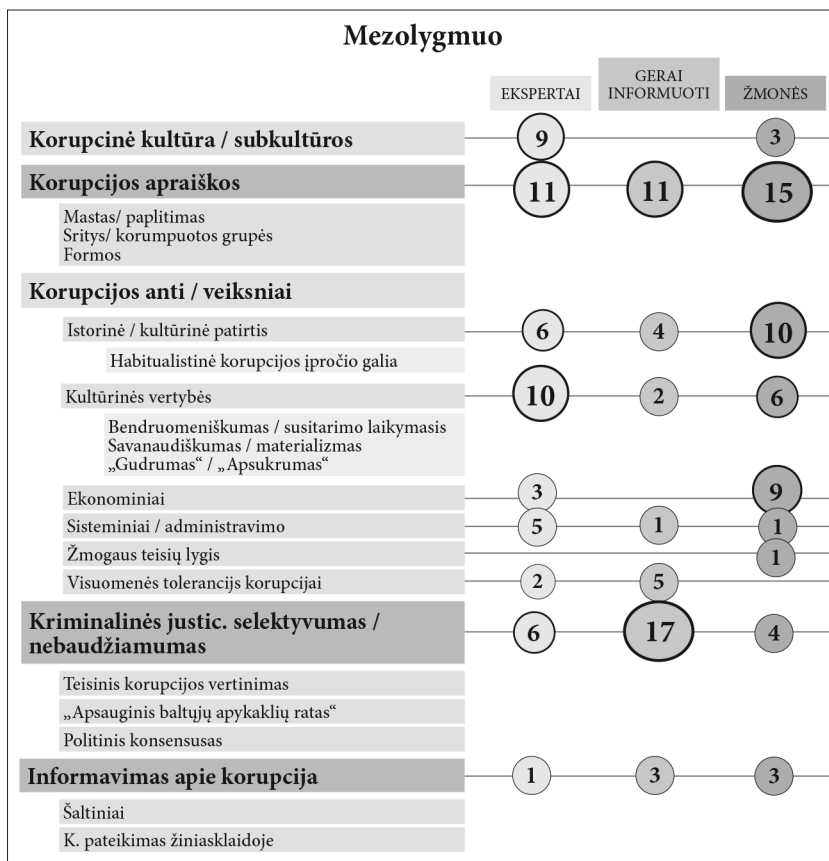 Mezolygmuo
EKSPERTAI
GERAI
INFORMUOTI
ŽMONĖS
Korupcinė kultūra / subkultūros
9
3
Korupcijos apraiškos
11
11
15
Mastas/ paplitimas
Sritys/ korumpuotos grupės
Formos
Korupcijos anti / veiksniai
Istorinė / kultūrinė patirtis
6
4
10
Habitualistinė korupcijos įpročio galia
Kultūrinės vertybės
10
2
6
Bendruomeniškumas / susitarimo laikymasis
Savanaudiškumas / materializmas
„Gudrumas“ / „Apsukrumas“
Ekonominiai
3
9
Sisteminiai / administravimo
5
1
1
Žmogaus teisių lygis
1
Visuomenės tolerancijs korupcijai
2
5
Kriminalinės justic. selektyvumas /
nebaudžiamumas
6
17
4
Teisinis korupcijos vertinimas
„Apsauginis baltųjų apykaklių ratas“
Politinis konsensusas
Informavimas apie korupcija
1
3
3
Šaltiniai
K. pateikimas žiniasklaidoje